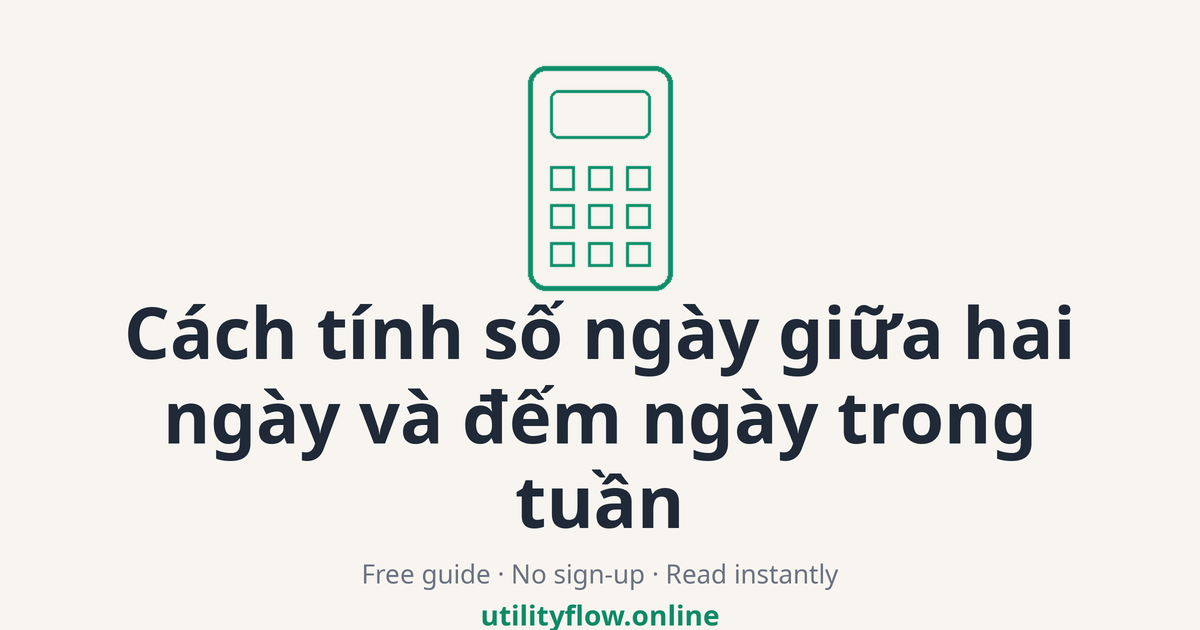 Cách tính số ngày giữa hai
ngày và đếm ngày trong
tuần
Free guide · No sign-up · Read instantly
utilityflow.online